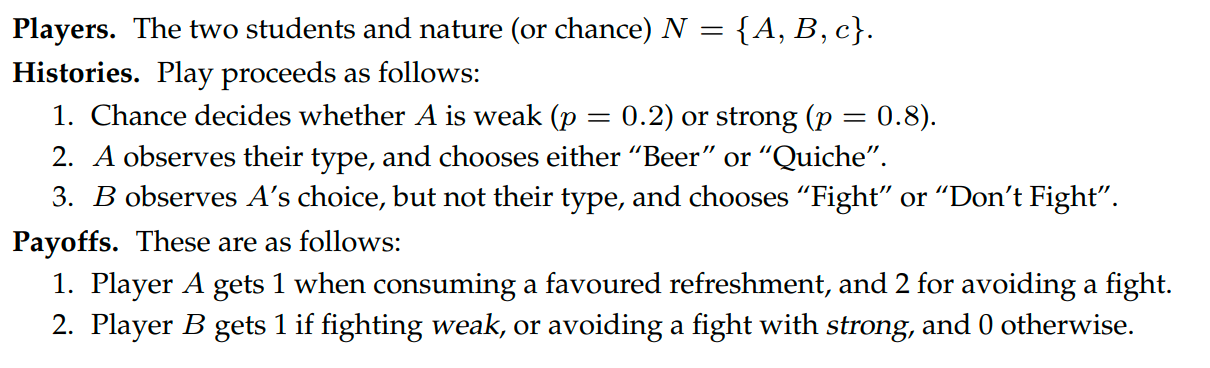 Players. The two students and nature (or chance) N = {A, B, c}.
Histories. Play proceeds as follows:
1. Chance decides whether A is weak (p = 0.2) or strong (p = 0.8).
2. A observes their type, and chooses either “Beer” or “Quiche”.
3. B observes A’s choice, but not their type, and chooses “Fight” or “Don’t Fight”.
Payoffs. These are as follows:
1. Player A gets 1 when consuming a favoured refreshment, and 2 for avoiding a fight.
2. Player B gets 1 if fighting weak, or avoiding a fight with strong, and 0 otherwise.